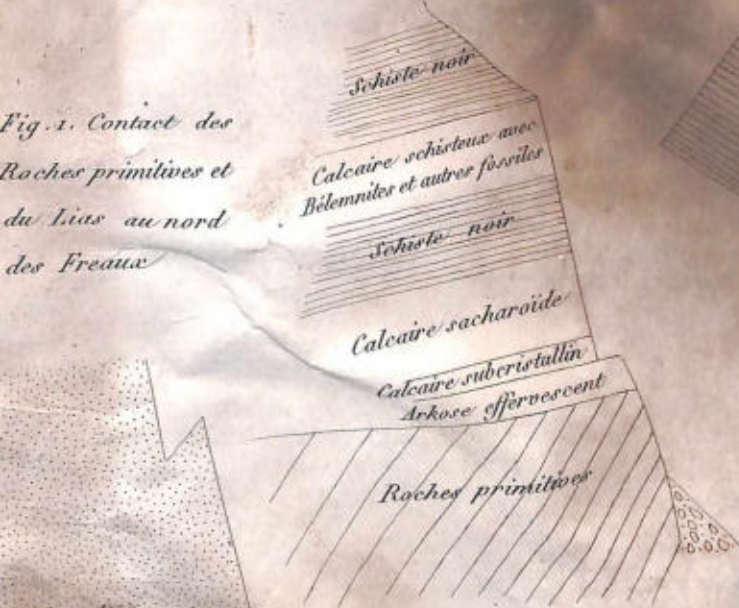 Fig. 1. Contact des
Roches primitives et
du Lias au nord
des Freaux
Schiste noir
Calcaire schisteux avec
Bélemnites et autres fossiles
Schiste noir
Calcaire sacharoïde
Calcaire subcristallin
Arkose effervescent
Roches primitives